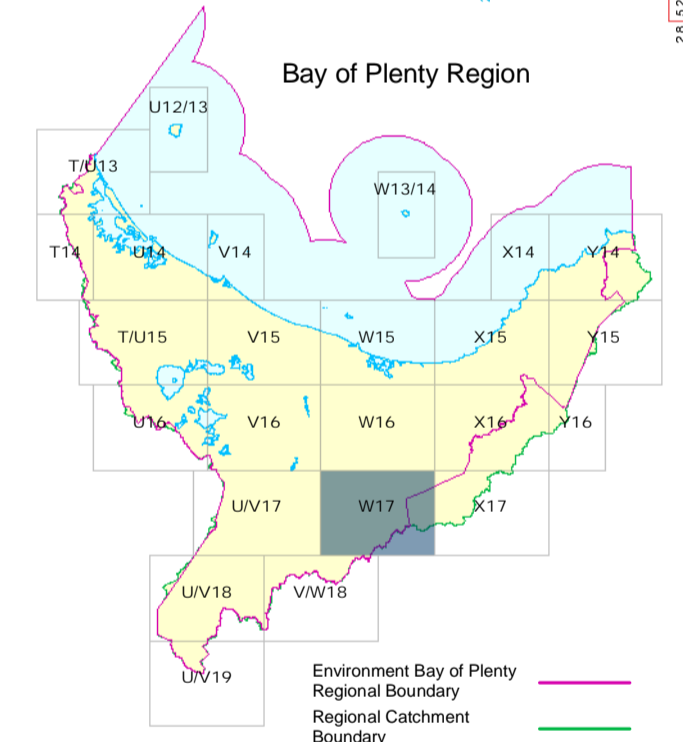 28 52
Bay of Plenty Region
U12/13
T/U13
W13/14
T14
U14
V14
X14
Y14
T/U15
V15
W15
X15
Y15
U16
V16
W16
X16
Y16
U/V17
W17
X17
U/V18
V/W18
U/V19
Environment Bay of Plenty
Regional Boundary
Regional Catchment
Boundary